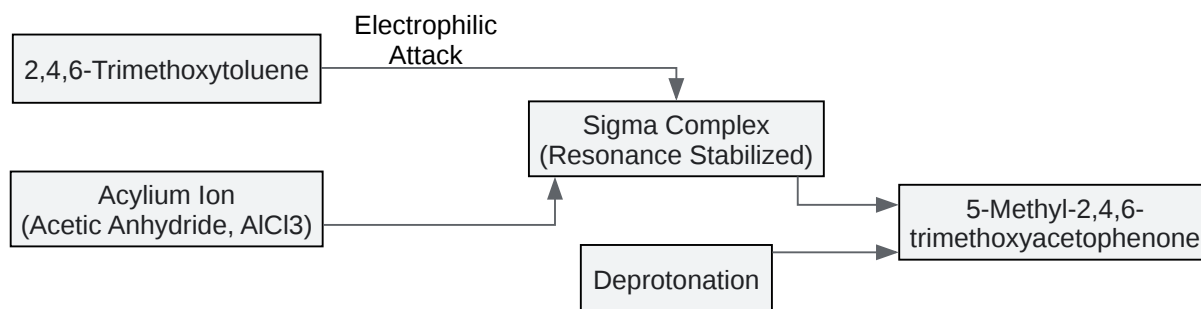 Electrophilic
Attack
2,4,6-Trimethoxytoluene
Sigma Complex
(Resonance Stabilized)
Acylium Ion
(Acetic Anhydride, AlCl3)
5-Methyl-2,4,6-
trimethoxyacetophenone
Deprotonation